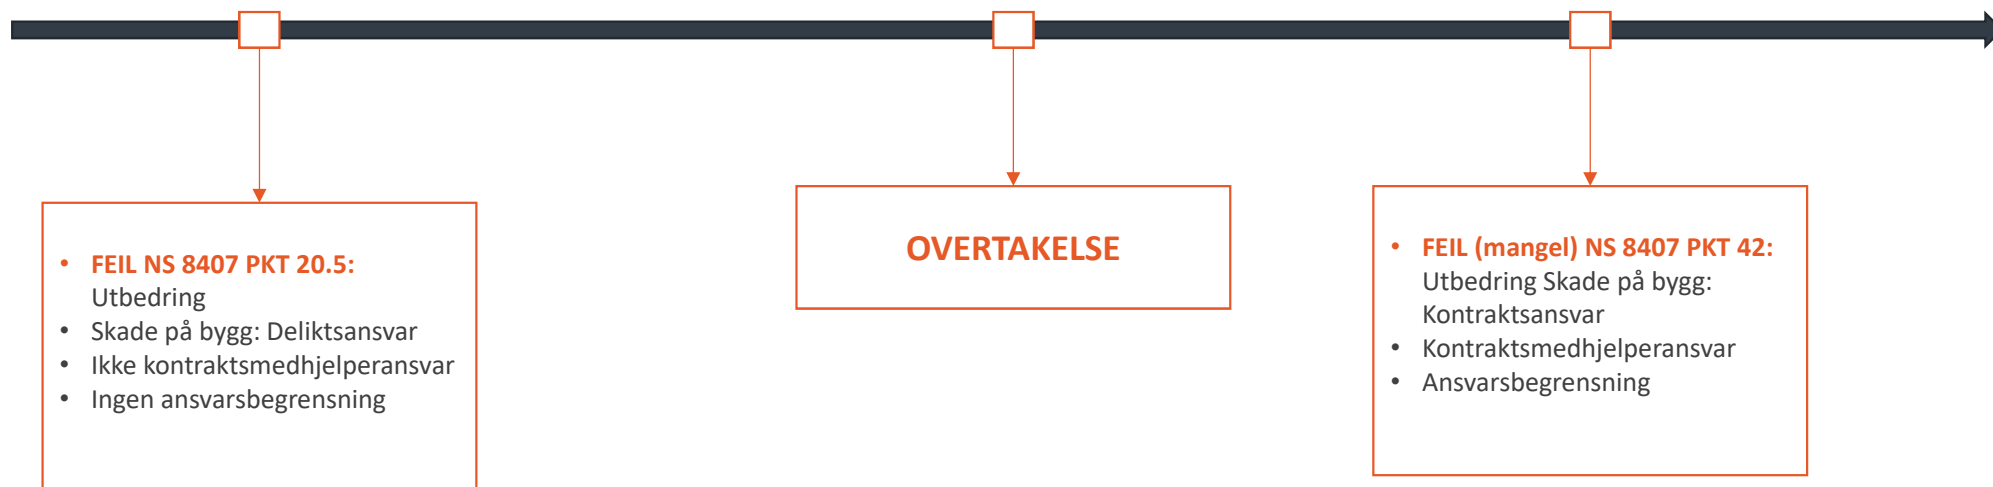 • FEIL NS 8407 PKT 20.5:
Utbedring
• Skade på bygg: Deliktsansvar
• Ikke kontraktsmedhjelperansvar
• Ingen ansvarsbegrensning
OVERTAKELSE
• FEIL (mangel) NS 8407 PKT 42:
Utbedring Skade på bygg:
Kontraktsansvar
• Kontraktsmedhjelperansvar
• Ansvarsbegrensning